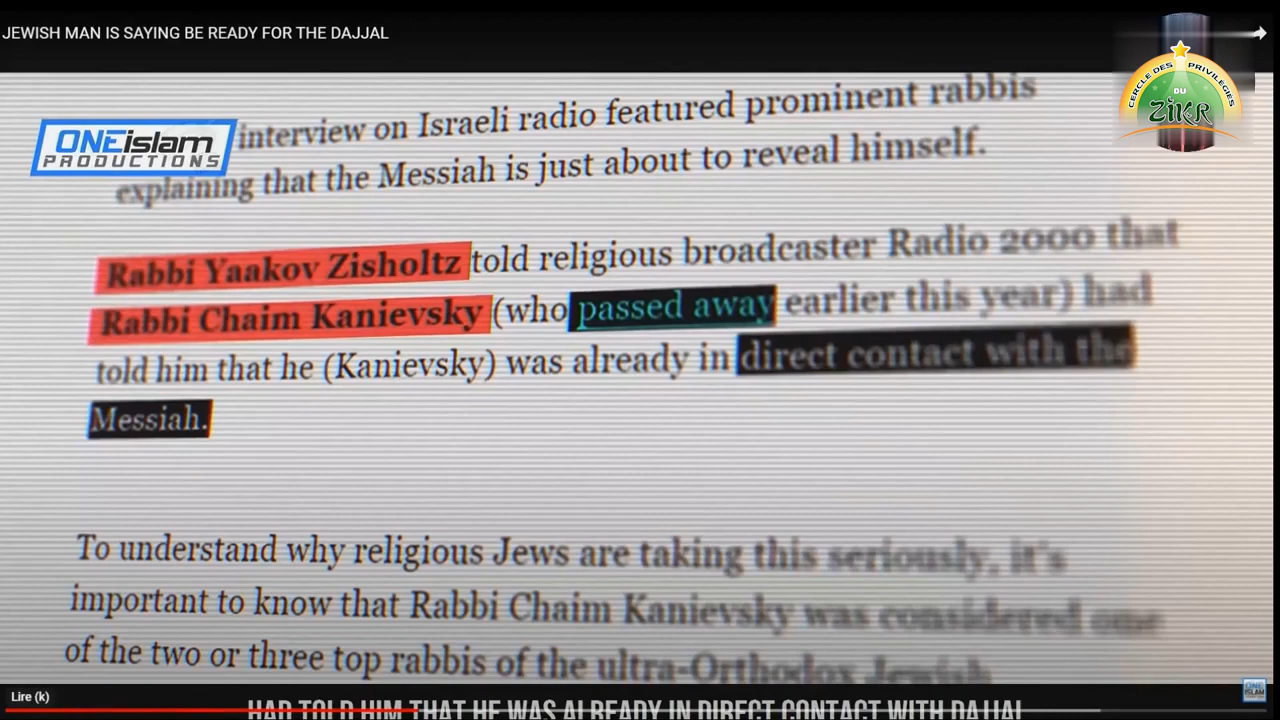 JEWISH MAN IS SAYING BE READY FOR THE DAJJAL
CERCLE DES PRIVILEGIES
DU
ZIKR
ONEislam
PRODUCTIONS
interview on Israeli radio featured prominent rabbis
explaining that the Messiah is just about to reveal himself.
Rabbi Yaakov Zisholtz told religious broadcaster Radio 2000 that
Rabbi Chaim Kanievsky (who passed away earlier this year) had
told him that he (Kanievsky) was already in direct contact with the
Messiah.
To understand why religious Jews are taking this seriously, it's
important to know that Rabbi Chaim Kanievsky was considered one
of the two or three top rabbis of the ultra-Orthodox Jewish
Lire (k)
ONE
ISLAM
HAD TOLD HIM THAT HE WAS ALREADY IN DIRECT CONTACT WITH DAJJAL